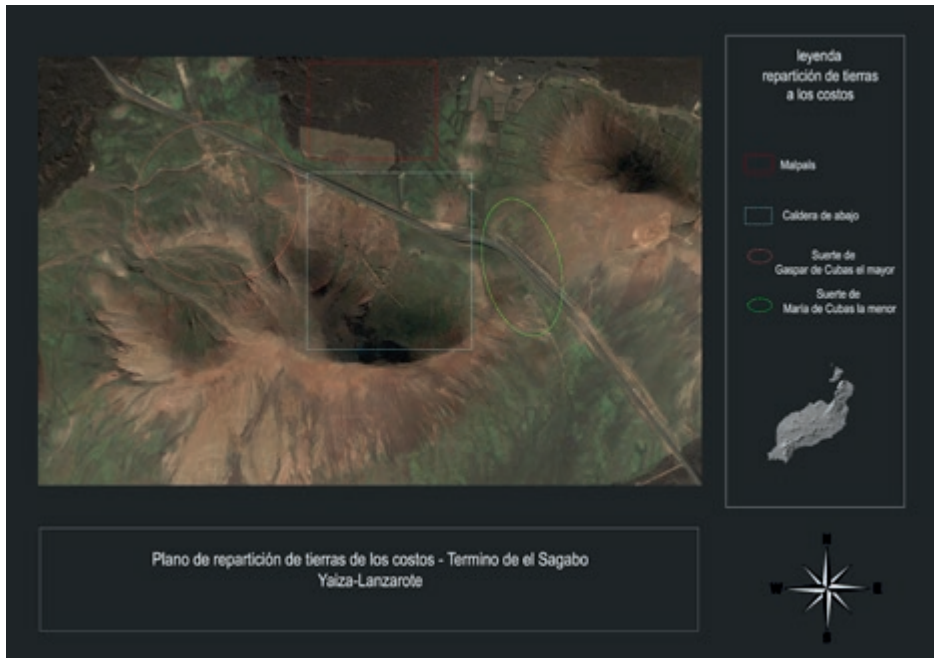 leyenda
repartición de tierras
a los costos
Malpaís
Caldera de abajo
Suerte de
Gaspar de Cubas el mayor
Suerte de
María de Cubas la menor
Plano de repartición de tierras de los costos - Termino de el Sagabo
Yaiza-Lanzarote
N
W
E
S